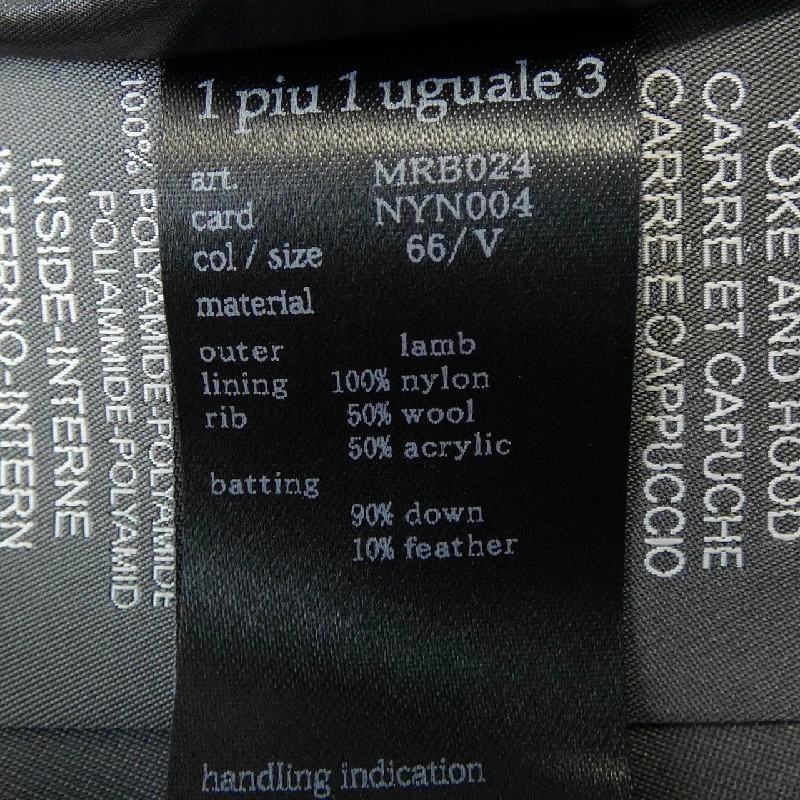 1 piu 1 uguale 3
art. MRB024
card NYN004
col / size 66/V
material
outer lamb
lining 100% nylon
rib 50% wool
50% acrylic
batting
90% down
10% feather
handling indication
100% POLYAMIDE-POLYAMIDE
POLIAMMIDE-POLYAMID
INSIDE-INTERNE
INTERNO-INTERN
YOKE AND HOOD
CARRE ET CAPUCHE
CARRE E CAPPUCCIO